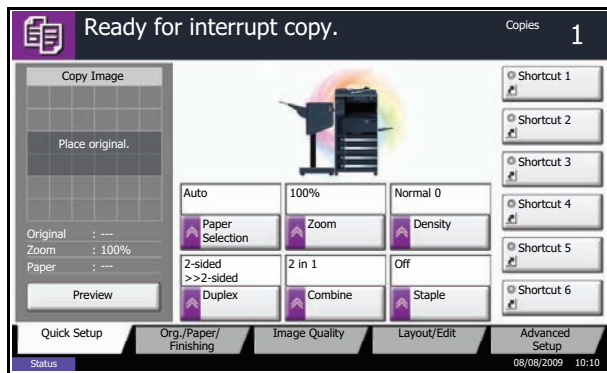 Ready for interrupt copy.
Copies 1
Copy Image
Place original.
Original : ---
Zoom : 100%
Paper : ---
Preview
Auto
Paper
Selection
100%
Zoom
Normal 0
Density
2-sided
>>2-sided
Duplex
2 in 1
Combine
Off
Staple
Shortcut 1
Shortcut 2
Shortcut 3
Shortcut 4
Shortcut 5
Shortcut 6
Quick Setup
Org./Paper/
Finishing
Image Quality
Layout/Edit
Advanced
Setup
Status
08/08/2009 10:10